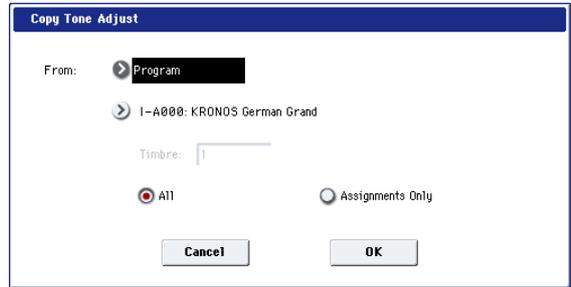 Copy Tone Adjust
From: Program
I-A000: KRONOS German Grand
Timbre: 1
All Assignments Only
Cancel OK